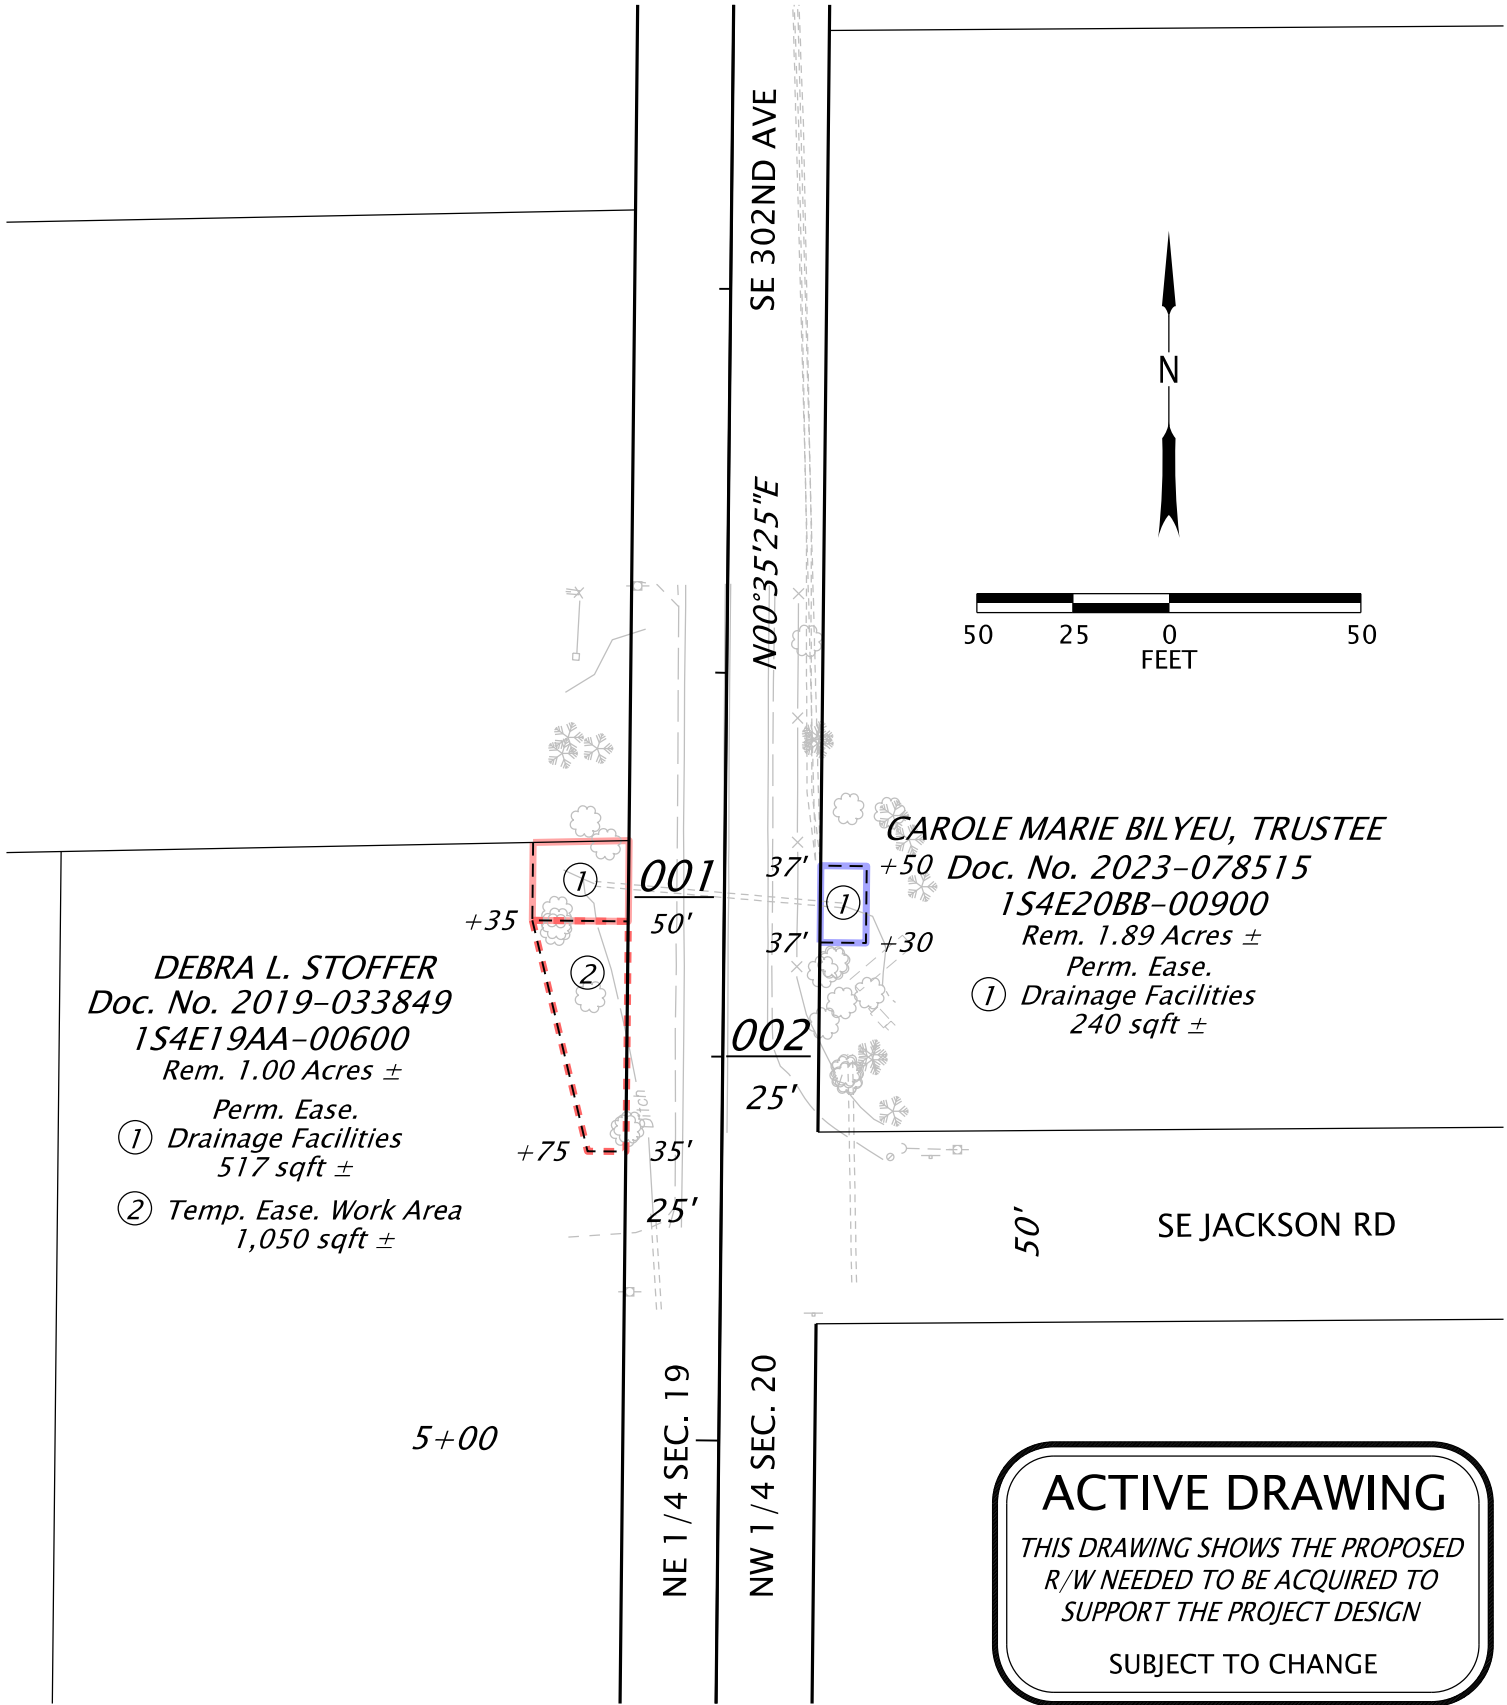 SE 302ND AVE
N
N00°35'25"E
50 25 0 50
FEET
CAROLE MARIE BILYEU, TRUSTEE
Doc. No. 2023-078515
1S4E20BB-00900
Rem. 1.89 Acres ±
Perm. Ease.
1 Drainage Facilities
240 sqft ±
37' +50
1
37' +30
1
001
50'
+35
2
002
25'
DEBRA L. STOFFER
Doc. No. 2019-033849
1S4E19AA-00600
Rem. 1.00 Acres ±
Perm. Ease.
1 Drainage Facilities
517 sqft ±
2 Temp. Ease. Work Area
1,050 sqft ±
Ditch
+75 35'
25'
50'
SE JACKSON RD
5+00
NE 1/4 SEC. 19
NW 1/4 SEC. 20
ACTIVE DRAWING
THIS DRAWING SHOWS THE PROPOSED
R/W NEEDED TO BE ACQUIRED TO
SUPPORT THE PROJECT DESIGN
SUBJECT TO CHANGE